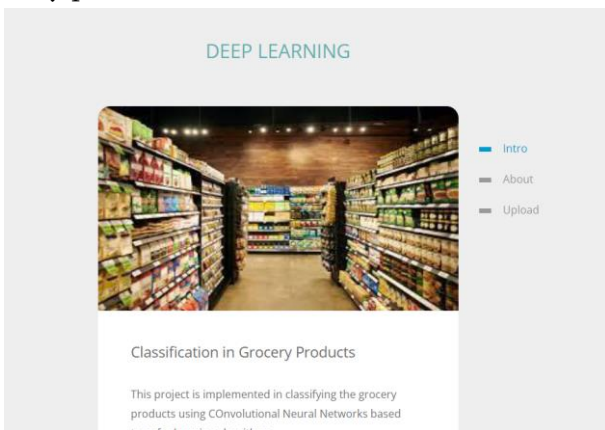 DEEP LEARNING
Intro
About
Upload
Classification in Grocery Products
This project is implemented in classifying the grocery
products using COnvolutional Neural Networks based